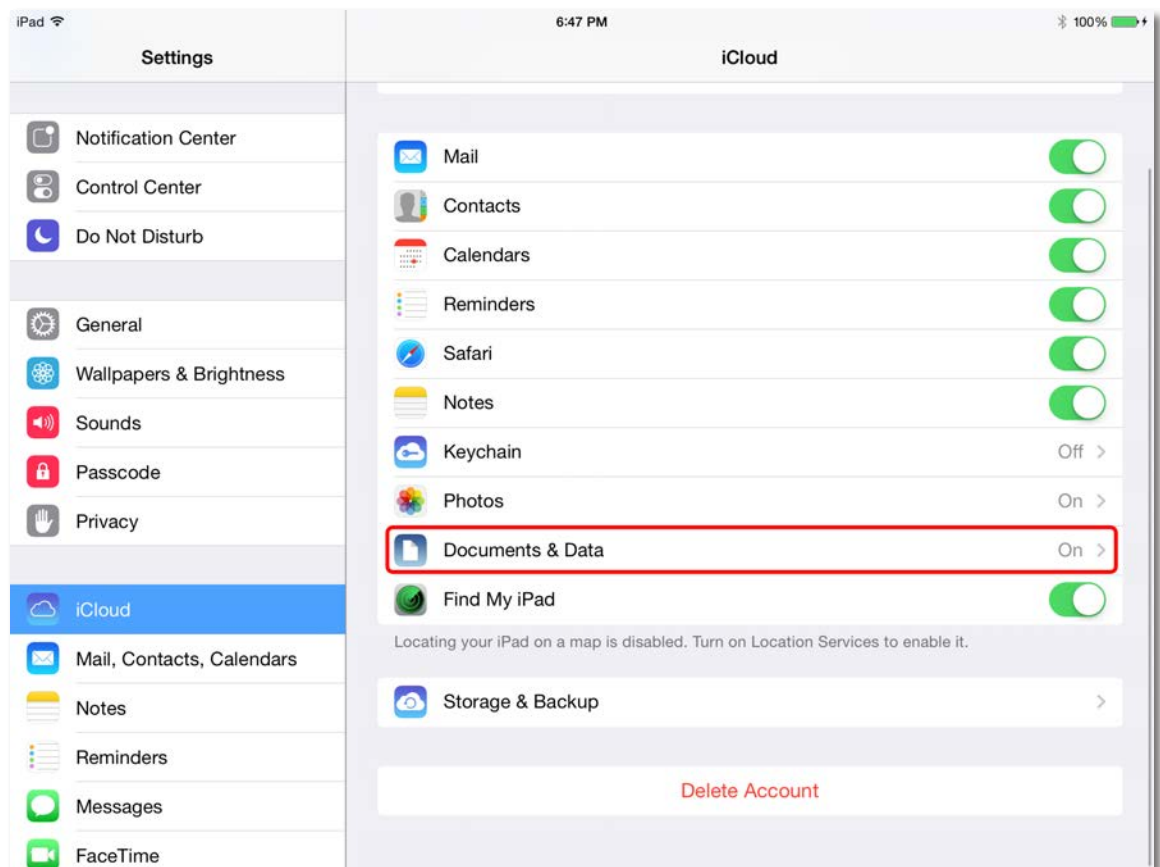 iPad 6:47 PM 100%
Settings
iCloud
Notification Center
Control Center
Do Not Disturb
General
Wallpapers & Brightness
Sounds
Passcode
Privacy
iCloud
Mail, Contacts, Calendars
Notes
Reminders
Messages
FaceTime
Mail
Contacts
Calendars
Reminders
Safari
Notes
Keychain Off
Photos On
Documents & Data On
Find My iPad
Locating your iPad on a map is disabled. Turn on Location Services to enable it.
Storage & Backup
Delete Account